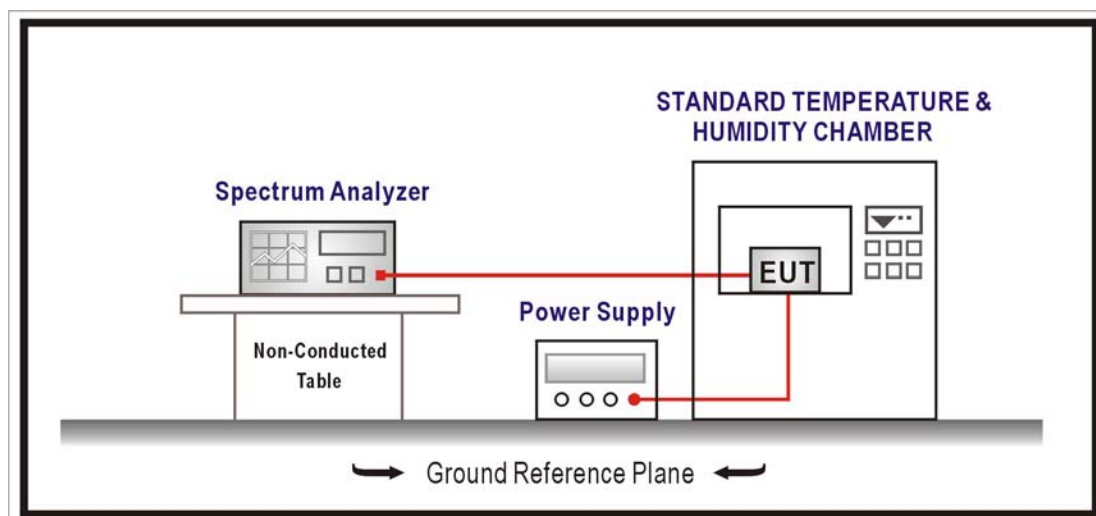 STANDARD TEMPERATURE &
HUMIDITY CHAMBER
Spectrum Analyzer
EUT
Power Supply
Non-Conducted
Table
Ground Reference Plane